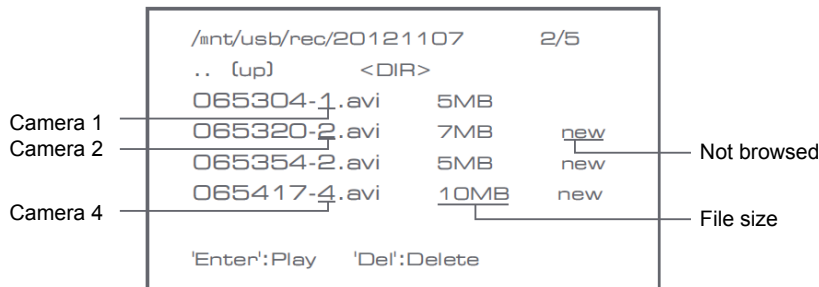 /mnt/usb/rec/20121107 2/5
.. (up) <DIR>
065304-1.avi 5MB
Camera 1
065320-2.avi 7MB new
Camera 2
Not browsed
065354-2.avi 5MB new
065417-4.avi 10MB new
Camera 4
File size
'Enter':Play 'Del':Delete